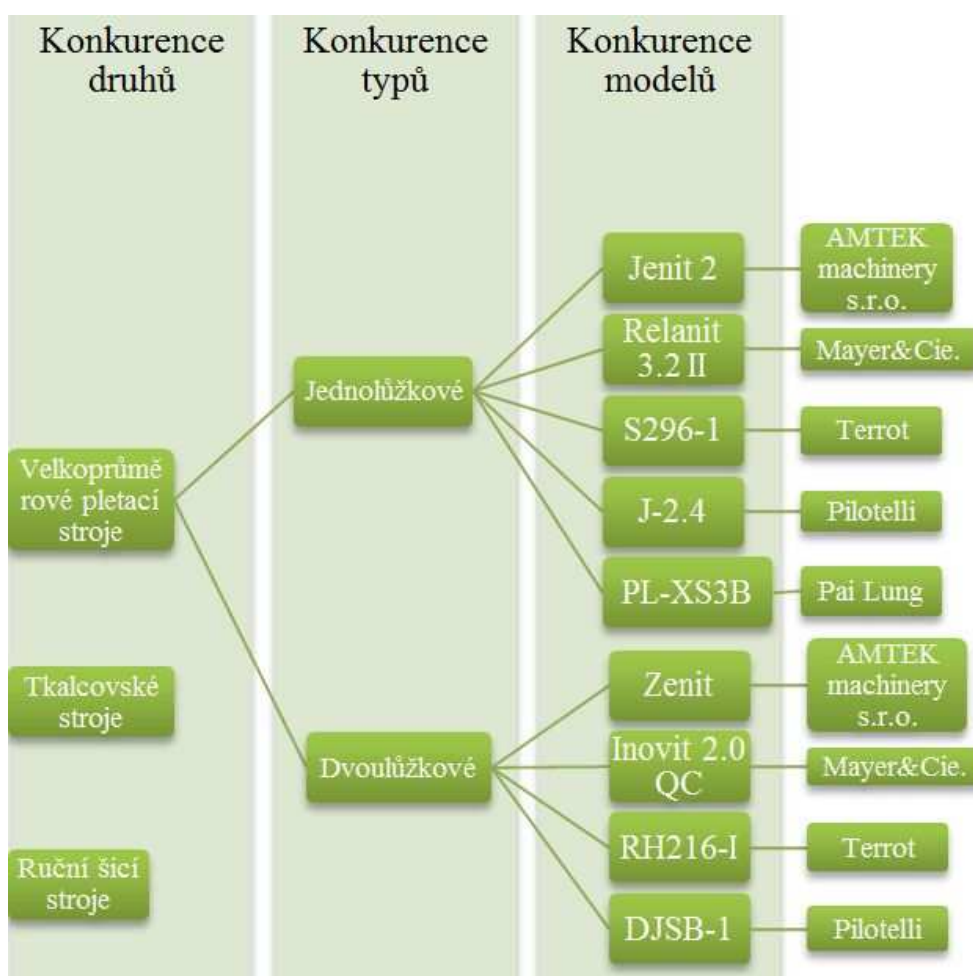 Konkurence
druhů
Konkurence
typů
Konkurence
modelů
Velkoprůmě
rové pletací
stroje
Tkalcovské
stroje
Ruční šicí
stroje
Jednolůžkové
Dvoulůžkové
Jenit 2
AMTEK
machinery
s.r.o.
Relanit
3.2 II
Mayer&Cie.
S296-1
Terrot
J-2.4
Pilotelli
PL-XS3B
Pai Lung
Zenit
AMTEK
machinery
s.r.o.
Inovit 2.0
QC
Mayer&Cie.
RH216-I
Terrot
DJSB-1
Pilotelli